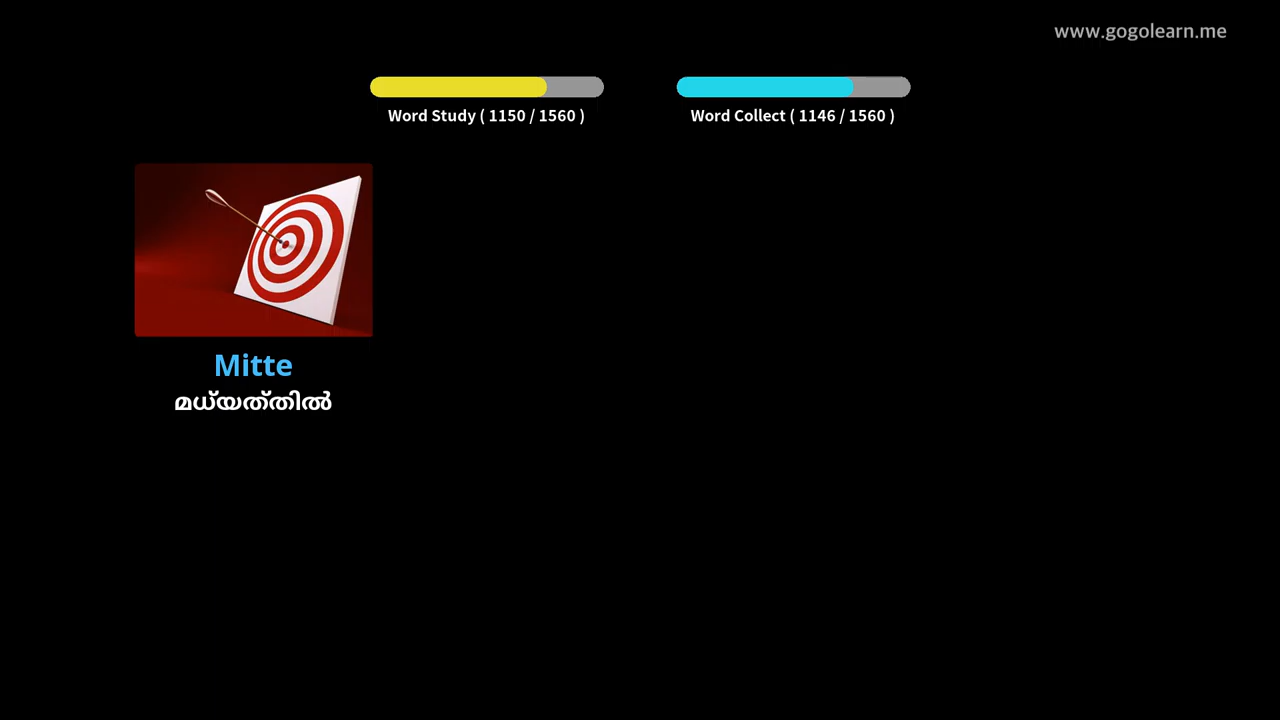 www.gogolearn.me
Word Study ( 1150 / 1560 )
Word Collect ( 1146 / 1560 )
Mitte
മധ്യത്തിൽ